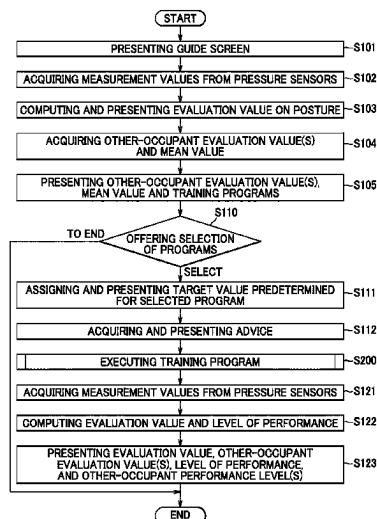 START
PRESENTING GUIDE SCREEN
S101
ACQUIRING MEASUREMENT VALUES FROM PRESSURE SENSORS
S102
COMPUTING AND PRESENTING EVALUATION VALUE ON POSTURE
S103
ACQUIRING OTHER-OCCUPANT EVALUATION VALUE(S)
AND MEAN VALUE
S104
PRESENTING OTHER-OCCUPANT EVALUATION VALUE(S),
MEAN VALUE AND TRAINING PROGRAMS
S105
S110
TO END
OFFERING SELECTION
OF PROGRAMS
SELECT
ASSIGNING AND PRESENTING TARGET VALUE PREDETERMINED
FOR SELECTED PROGRAM
S111
ACQUIRING AND PRESENTING ADVICE
S112
EXECUTING TRAINING PROGRAM
S200
ACQUIRING MEASUREMENT VALUES FROM PRESSURE SENSORS
S121
COMPUTING EVALUATION VALUE AND LEVEL OF PERFORMANCE
S122
PRESENTING EVALUATION VALUE, OTHER-OCCUPANT
EVALUATION VALUE(S), LEVEL OF PERFORMANCE,
AND OTHER-OCCUPANT PERFORMANCE LEVEL(S)
S123
END